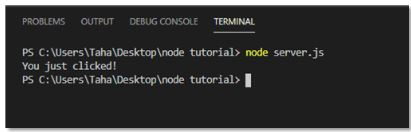 PROBLEMS OUTPUT DEBUG CONSOLE TERMINAL
PS C:\Users\Taha\Desktop\node tutorial> node server.js
You just clicked!
PS C:\Users\Taha\Desktop\node tutorial>